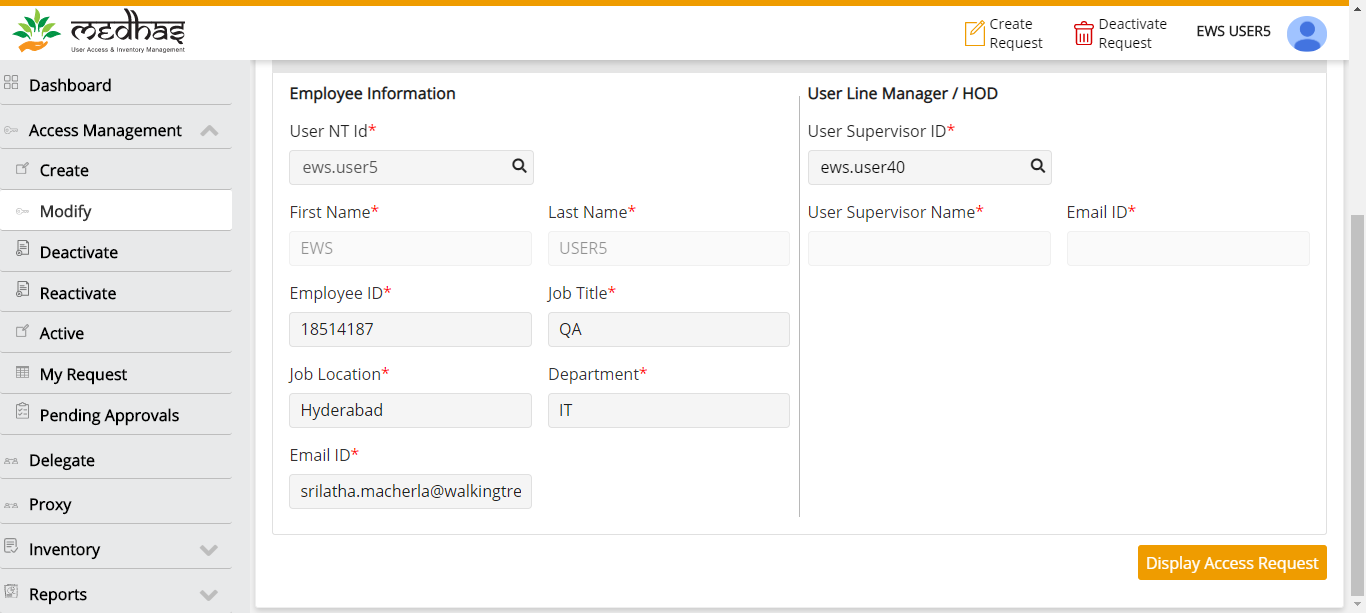 medhas
User Access & Inventory Management
Create
Request
Deactivate
Request
EWS USER5
Dashboard
Access Management
Create
Modify
Deactivate
Reactivate
Active
My Request
Pending Approvals
Delegate
Proxy
Inventory
Reports
Employee Information
User NT Id*
ews.user5
First Name*
Last Name*
EWS
USER5
Employee ID*
Job Title*
18514187
QA
Job Location*
Department*
Hyderabad
IT
Email ID*
srilatha.macherla@walkingtre
User Line Manager / HOD
User Supervisor ID*
ews.user40
User Supervisor Name*
Email ID*
Display Access Request